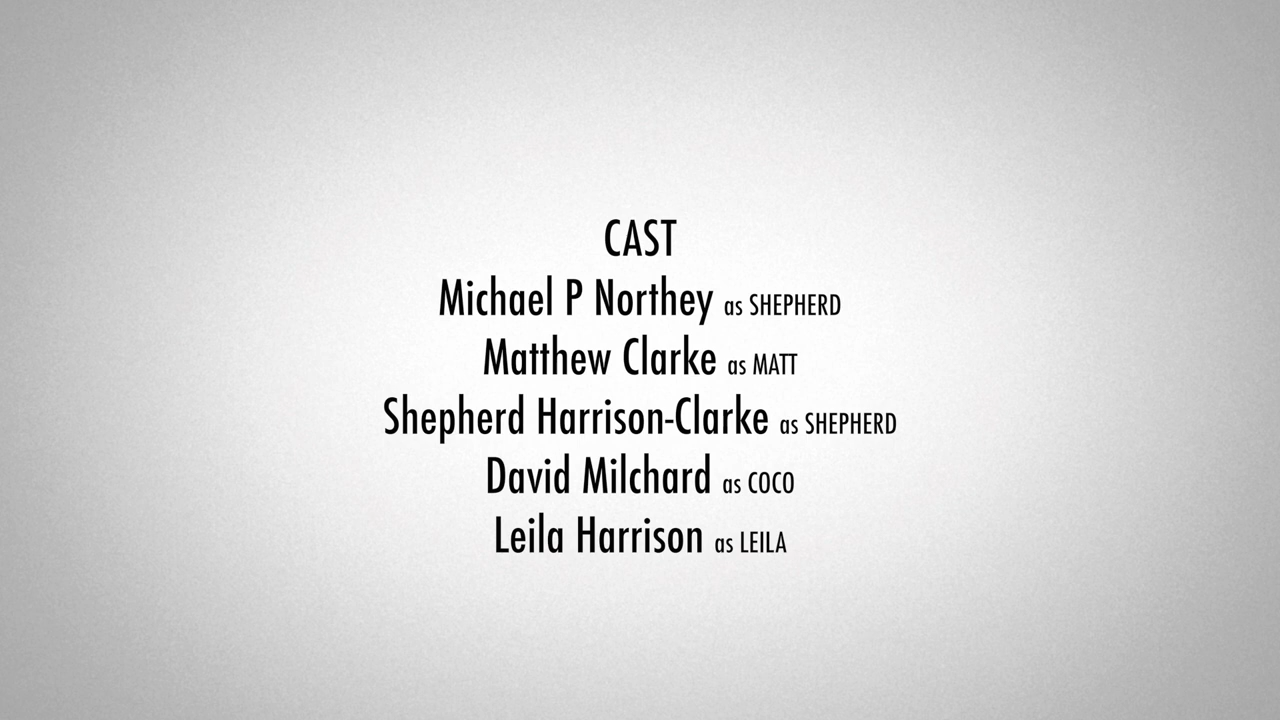 CAST
Michael P Northey as SHEPHERD
Matthew Clarke as MATT
Shepherd Harrison-Clarke as SHEPHERD
David Milchard as COCO
Leila Harrison as LEILA